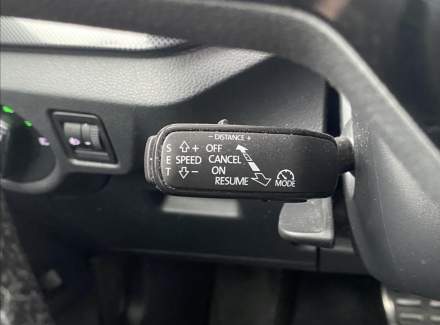 – DISTANCE +
S ⇧+ OFF
E SPEED CANCEL
T ⇩– ON
RESUME MODE